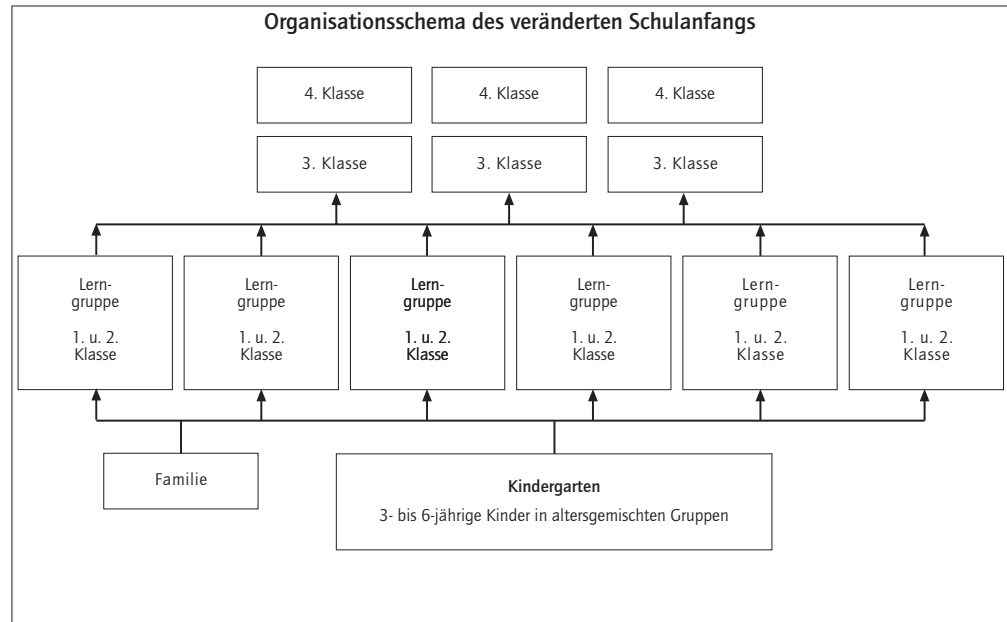 Organisationsschema des veränderten Schulanfangs
4. Klasse
4. Klasse
4. Klasse
3. Klasse
3. Klasse
3. Klasse
Lern-
gruppe
1. u. 2.
Klasse
Lern-
gruppe
1. u. 2.
Klasse
Lern-
gruppe
1. u. 2.
Klasse
Lern-
gruppe
1. u. 2.
Klasse
Lern-
gruppe
1. u. 2.
Klasse
Lern-
gruppe
1. u. 2.
Klasse
Familie
Kindergarten
3- bis 6-jährige Kinder in altersgemischten Gruppen